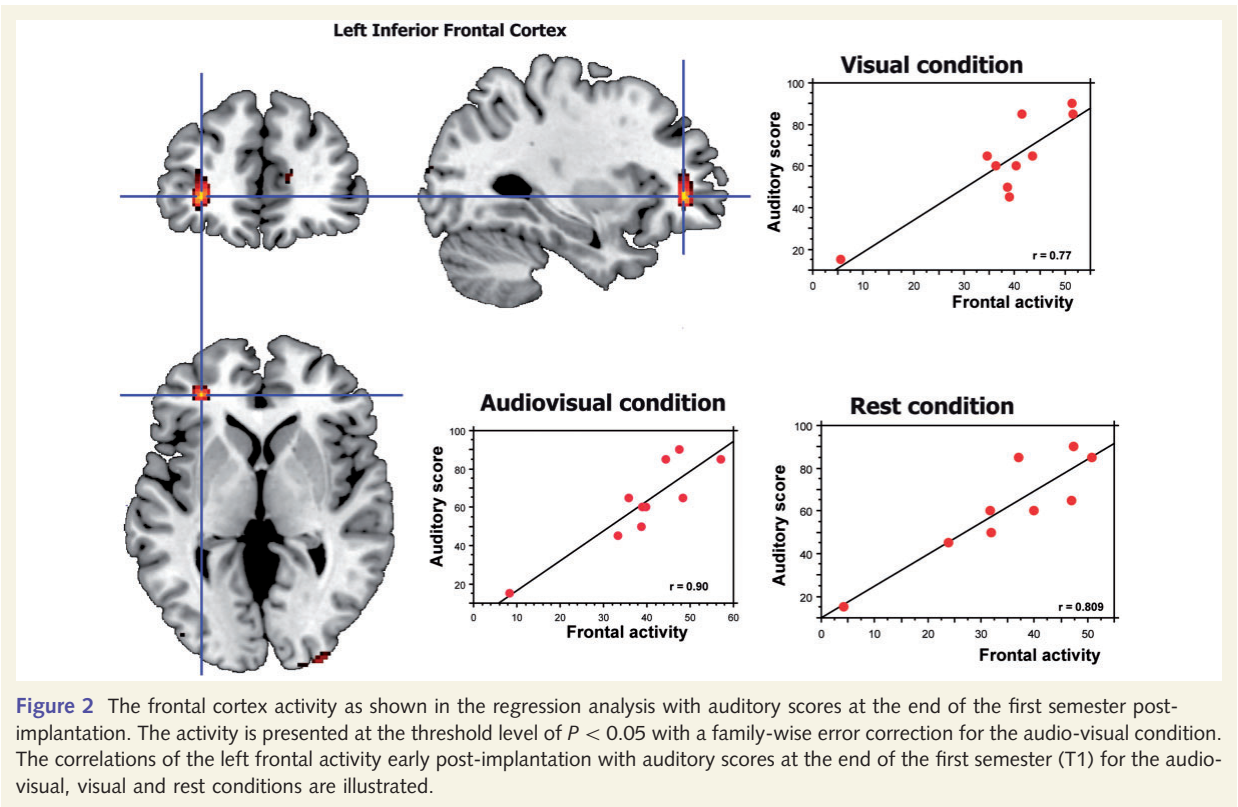 Left Inferior Frontal Cortex
Visual condition
100
80
60
40
20
Auditory score
r = 0.77
0 10 20 30 40 50
Frontal activity
Audiovisual condition
100
80
60
40
20
Auditory score
r = 0.90
0 10 20 30 40 50 60
Frontal activity
Rest condition
100
80
60
40
20
Auditory score
r = 0.809
0 10 20 30 40 50
Frontal activity
Figure 2 The frontal cortex activity as shown in the regression analysis with auditory scores at the end of the first semester post-
implantation. The activity is presented at the threshold level of P < 0.05 with a family-wise error correction for the audio-visual condition.
The correlations of the left frontal activity early post-implantation with auditory scores at the end of the first semester (T1) for the audio-
visual, visual and rest conditions are illustrated.